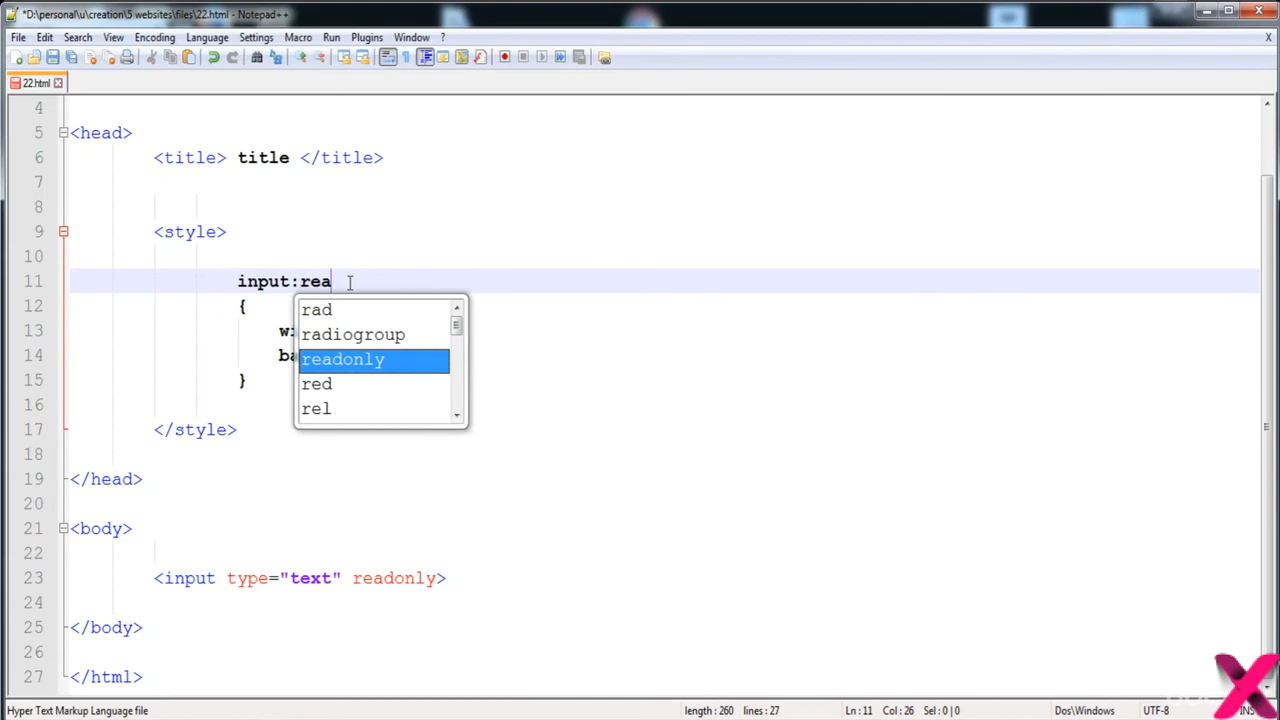 *D:\personal\u\creation\5 websites\files\22.html - Notepad++
File Edit Search View Encoding Language Settings Macro Run Plugins Window ? X
22.html
4
5 <head>
6 <title> title </title>
7
8
9 <style>
10
11 input:rea
12 {
rad
13 wi
radiogroup
14 ba
readonly
15 }
red
16
rel
17 </style>
18
19 </head>
20
21 <body>
22
23 <input type="text" readonly>
24
25 </body>
26
27 </html>
Hyper Text Markup Language file length: 260 lines: 27 Ln: 11 Col: 26 Sel: 0 | 0 Dos\Windows UTF-8 INS